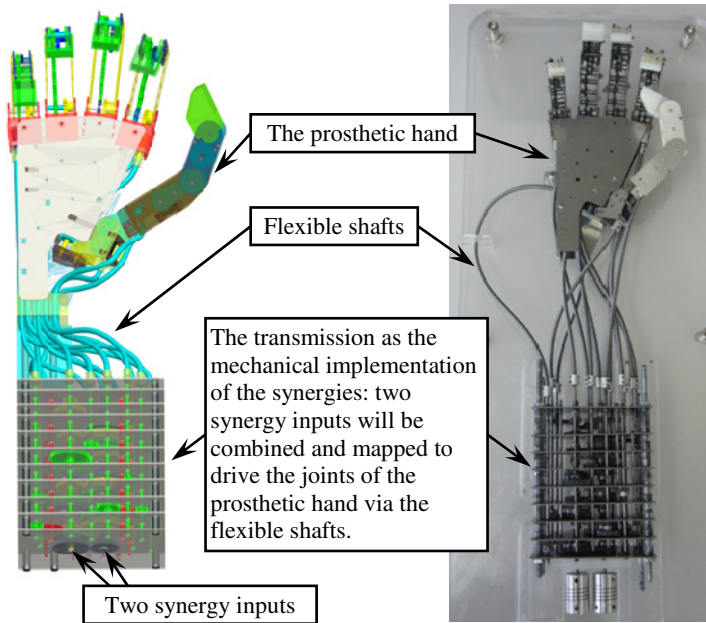 The prosthetic hand
Flexible shafts
The transmission as the
mechanical implementation
of the synergies: two
synergy inputs will be
combined and mapped to
drive the joints of the
prosthetic hand via the
flexible shafts.
Two synergy inputs